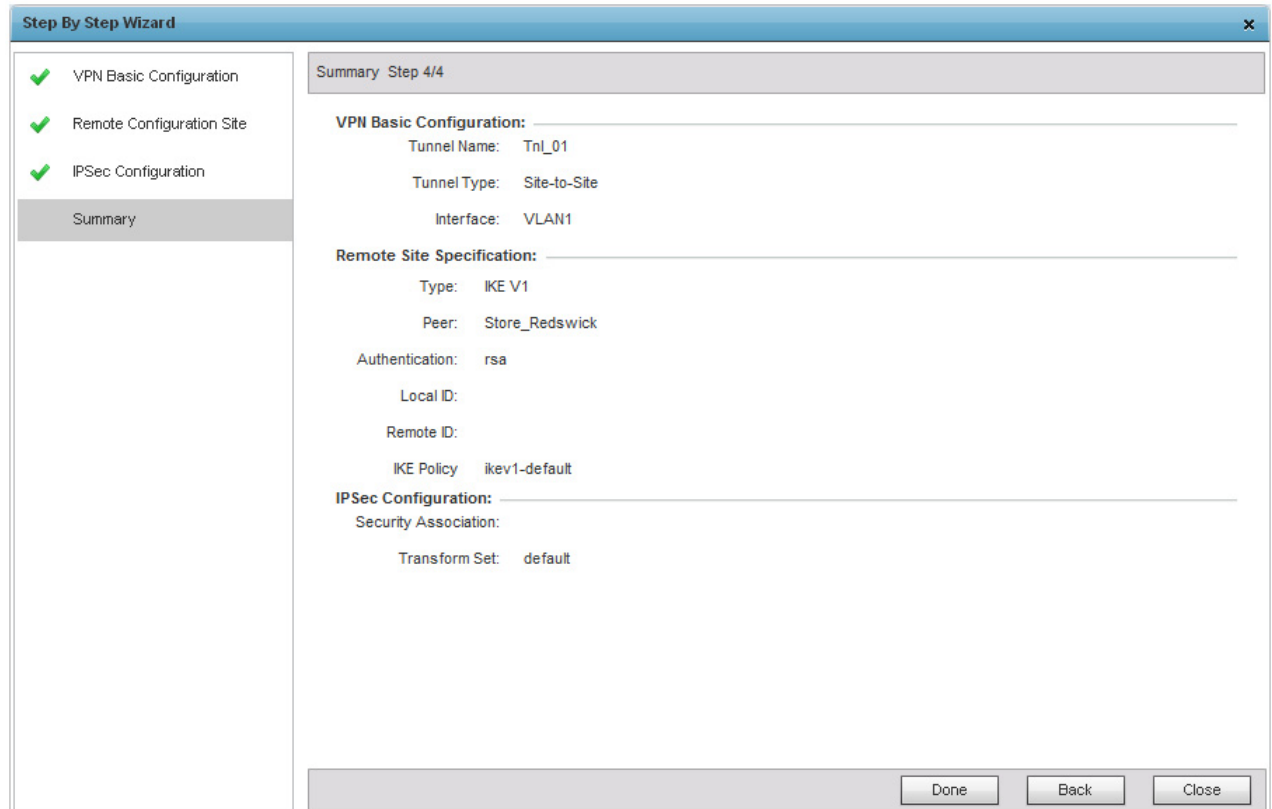 Step By Step Wizard
x
VPN Basic Configuration
Remote Configuration Site
IPSec Configuration
Summary
Summary Step 4/4
VPN Basic Configuration:
Tunnel Name: Tnl_01
Tunnel Type: Site-to-Site
Interface: VLAN1
Remote Site Specification:
Type: IKE V1
Peer: Store_Redswick
Authentication: rsa
Local ID:
Remote ID:
IKE Policy ikev1-default
IPSec Configuration:
Security Association:
Transform Set: default
Done Back Close